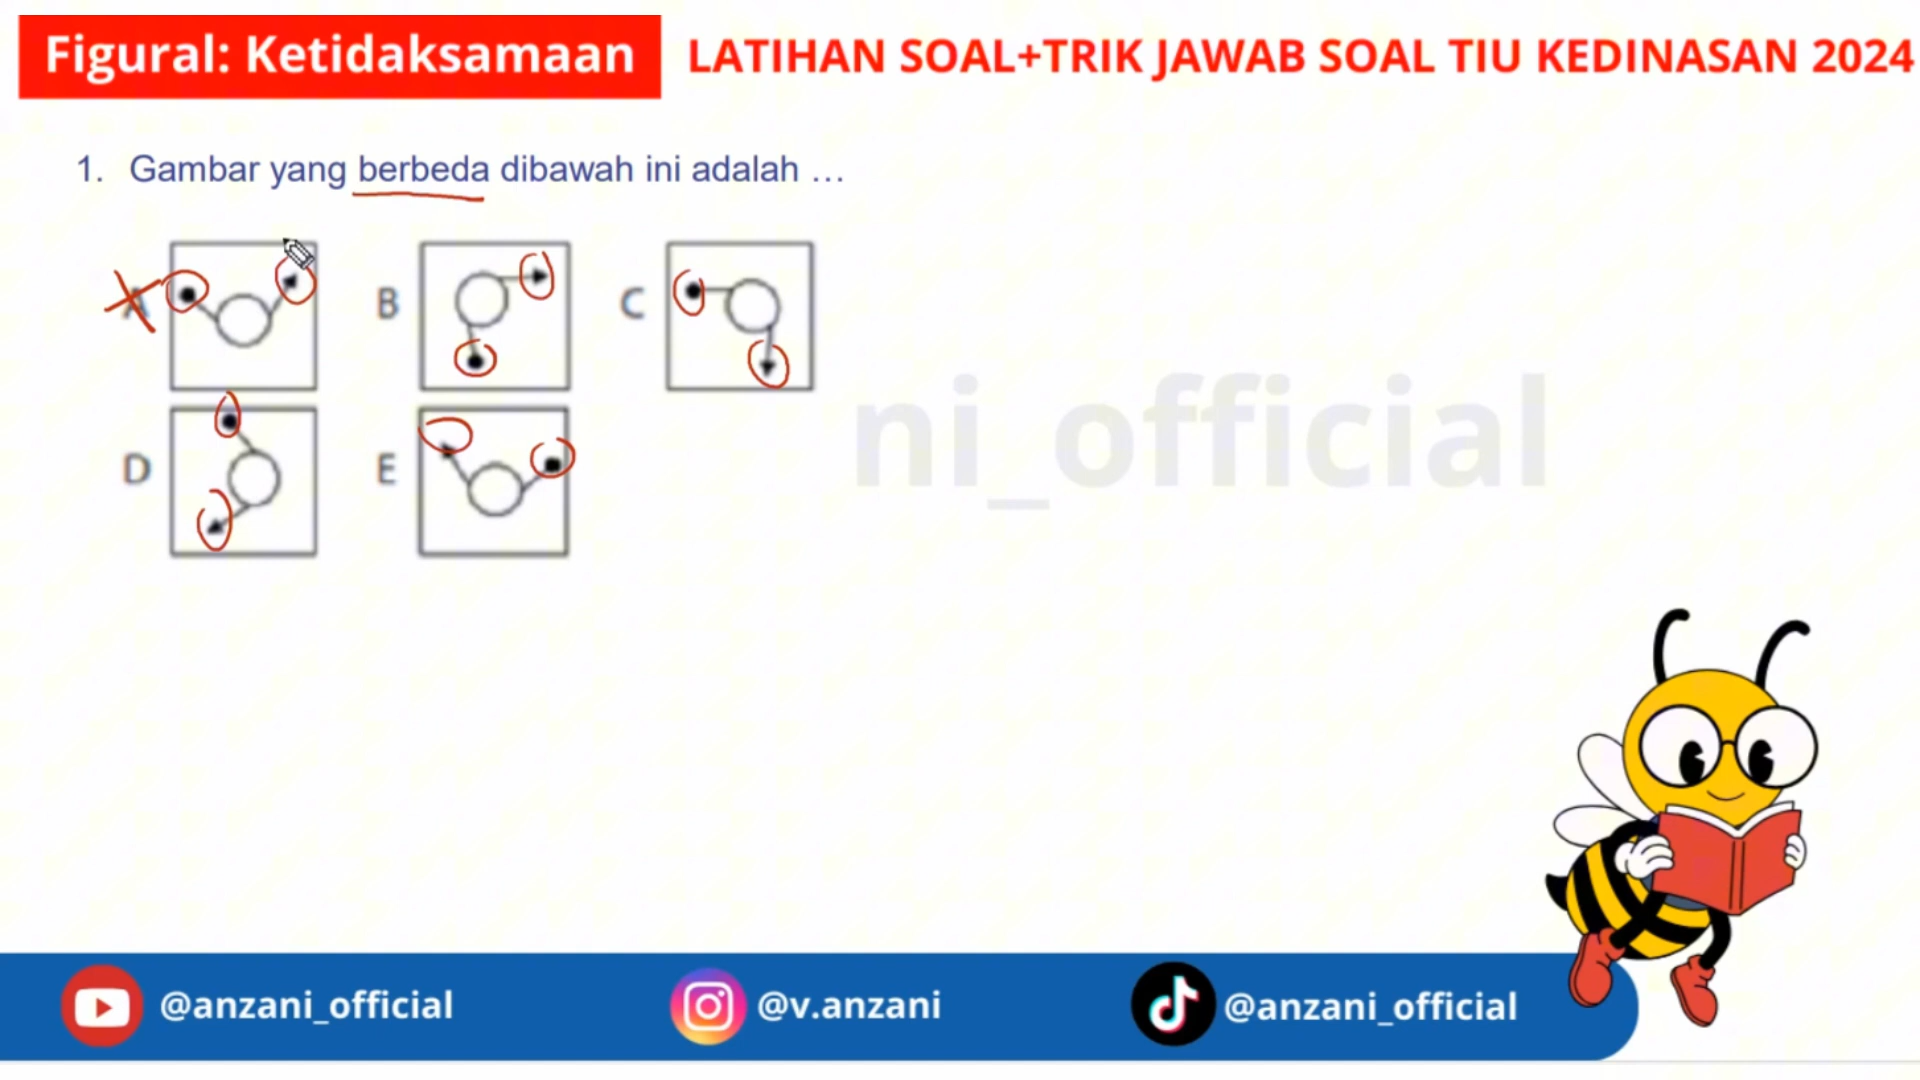 Figural: Ketidaksamaan
LATIHAN SOAL+TRIK JAWAB SOAL TIU KEDINASAN 2024
1. Gambar yang berbeda dibawah ini adalah …
A
B
C
D
E
ni_official
@anzani_official
@v.anzani
@anzani_official